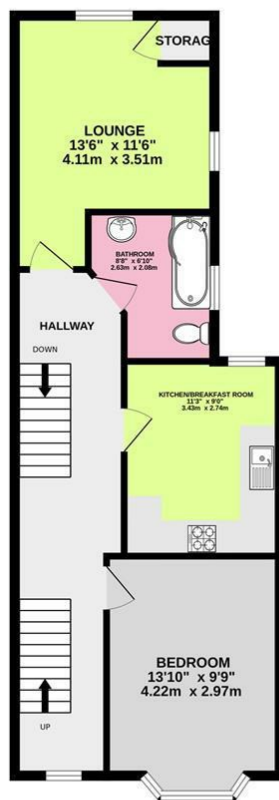 STORAG
LOUNGE
13'6" x 11'6"
4.11m x 3.51m
BATHROOM
8'8" x 6'10"
2.63m x 2.08m
HALLWAY
DOWN
KITCHEN/BREAKFAST ROOM
11'3" x 9'0"
3.43m x 2.74m
BEDROOM
13'10" x 9'9"
4.22m x 2.97m
UP